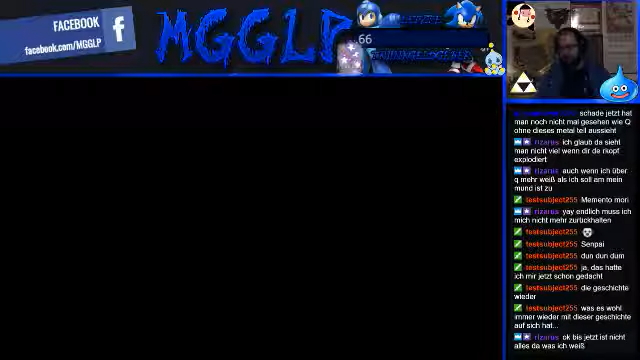 FACEBOOK
facebook.com/MGGLP
MGGLP
66
schade jetzt hat
man noch nicht mal gesehen wie Q
ohne dieses metal teil aussieht
rizarus ich glaub da sieht
man nicht viel wenn dir de rkopf
explodiert
rizarus auch wenn ich über
q mehr weiß als ich soll am mein
mund ist zu
testsubject255 Memento mori
rizarus yay endlich muss ich
mich nicht mehr zurückhalten
testsubject255
testsubject255 Senpai
testsubject255 dun dun dum
testsubject255 ja, das hatte
ich mir jetzt schon gedacht
testsubject255 die geschichte
wieder
testsubject255 was es wohl
immer wieder mit dieser geschichte
auf sich hat...
rizarus ok bis jetzt ist nicht
alles da was ich weiß